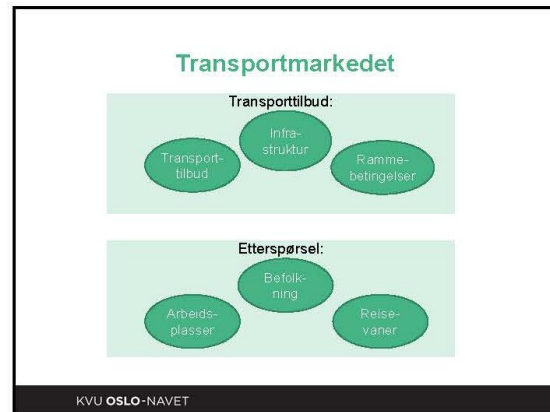 Transportmarkedet
Transporttilbud:
Transport-
tilbud
Infra-
struktur
Ramme-
betingelser
Etterspørsel:
Arbeids-
plasser
Befolk-
ning
Reise-
vaner
KVU OSLO-NAVET